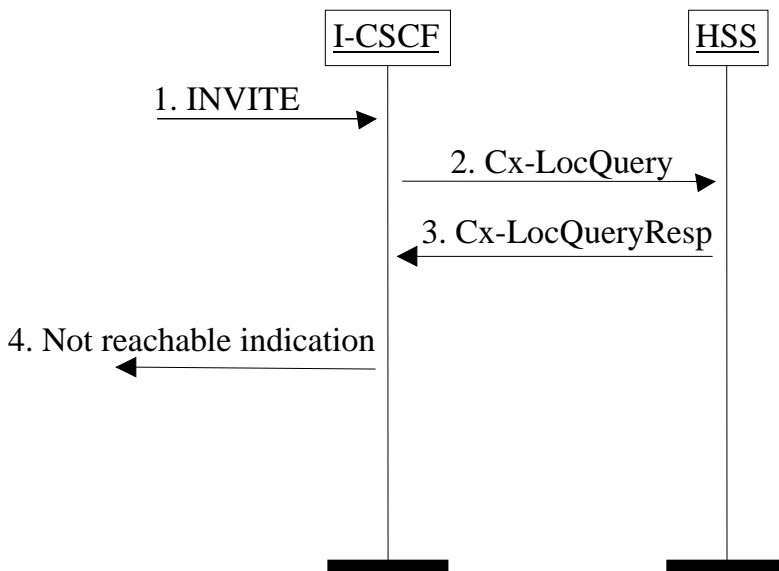 I-CSCF
HSS
1. INVITE
2. Cx-LocQuery
3. Cx-LocQueryResp
4. Not reachable indication